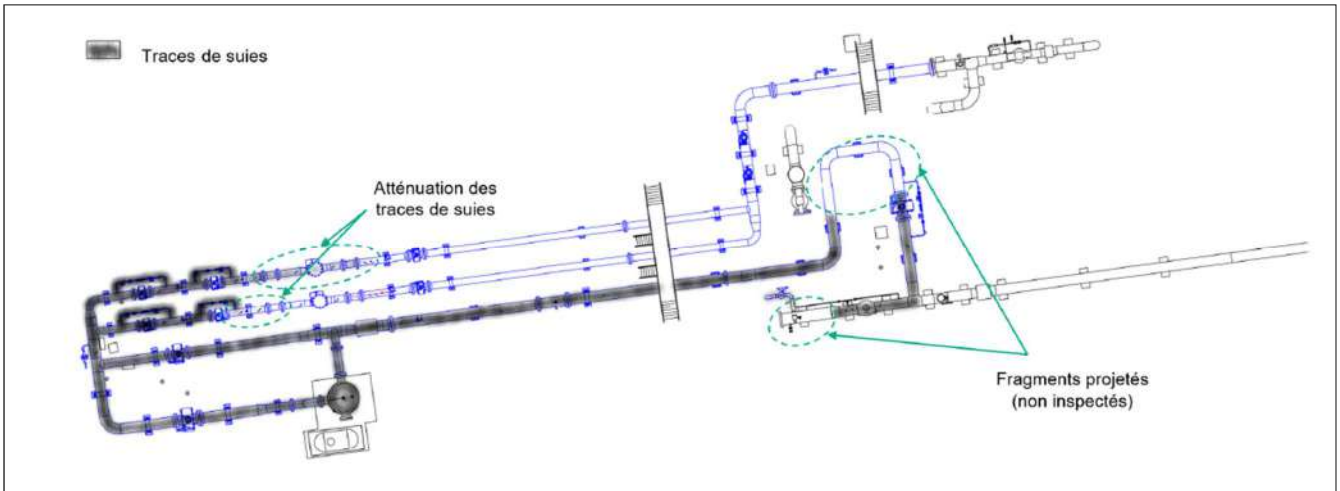 Traces de suies
Atténuation des
traces de suies
Fragments projetés
(non inspectés)